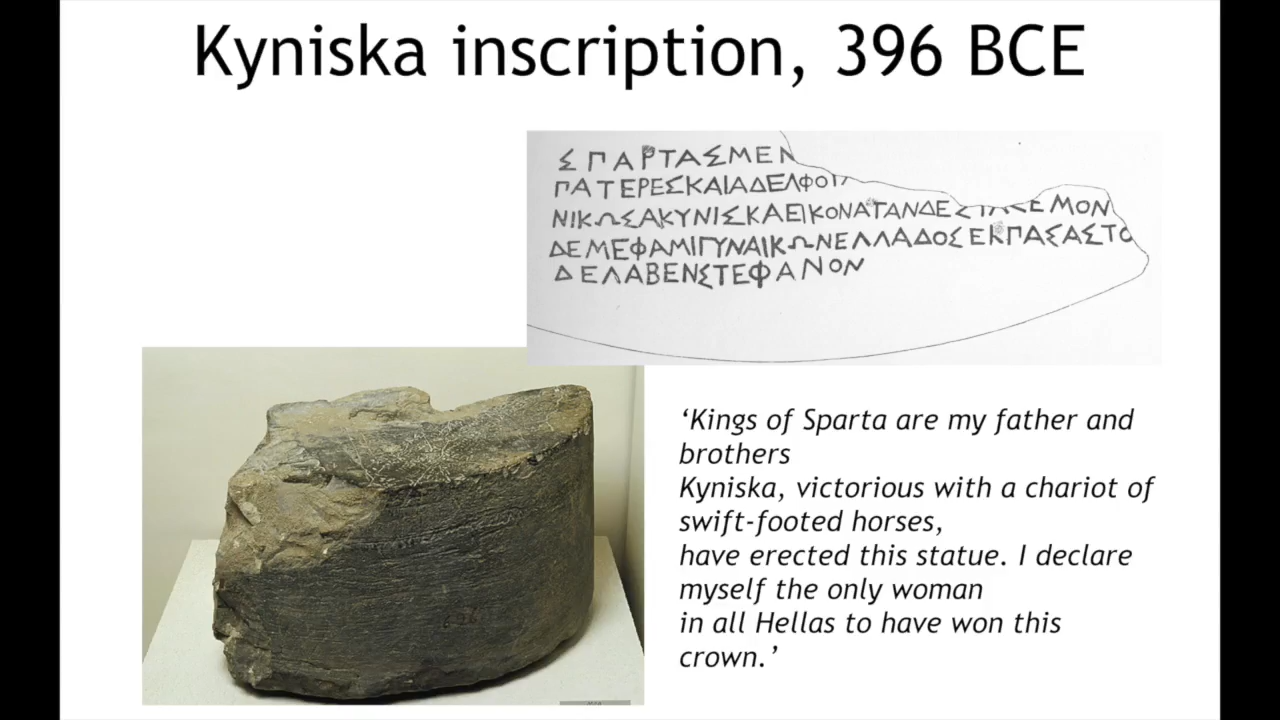 Kyniska inscription, 396 BCE
ΣΠΑΡΤΑΣΜΕΝ
ΠΑΤΕΡΕΣΚΑΙΑΔΕΛΦΟΙ
ΝΙΚΩΣΑΚΥΝΙΣΚΑΕΙΚΟΝΑΤΑΝΔΕΣΤΑΣΕΜΟΝ
ΔΕΜΕΦΑΜΙΓΥΝΑΙΚΩΝΕΛΛΑΔΟΣΕΚΠΑΣΑΣΤΟ
ΔΕΛΑΒΕΝΣΤΕΦΑΝΟΝ
‘Kings of Sparta are my father and
brothers
Kyniska, victorious with a chariot of
swift-footed horses,
have erected this statue. I declare
myself the only woman
in all Hellas to have won this
crown.’